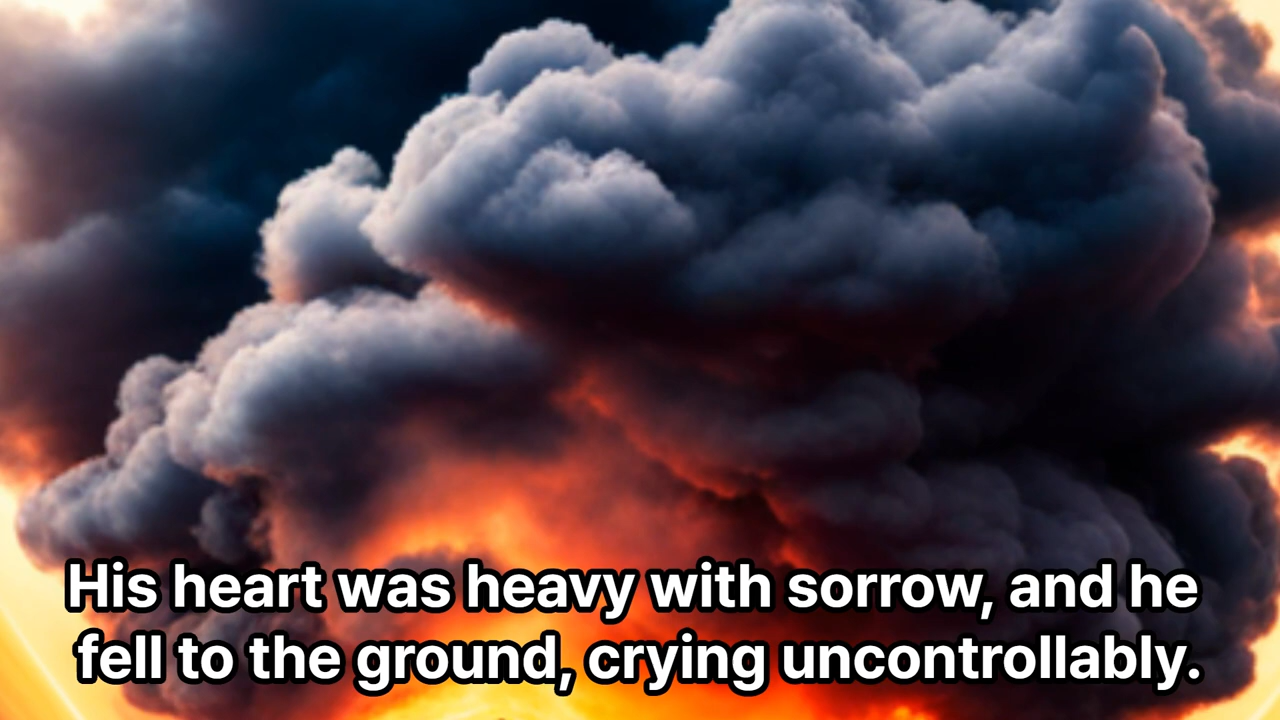 His heart was heavy with sorrow, and he
fell to the ground, crying uncontrollably.